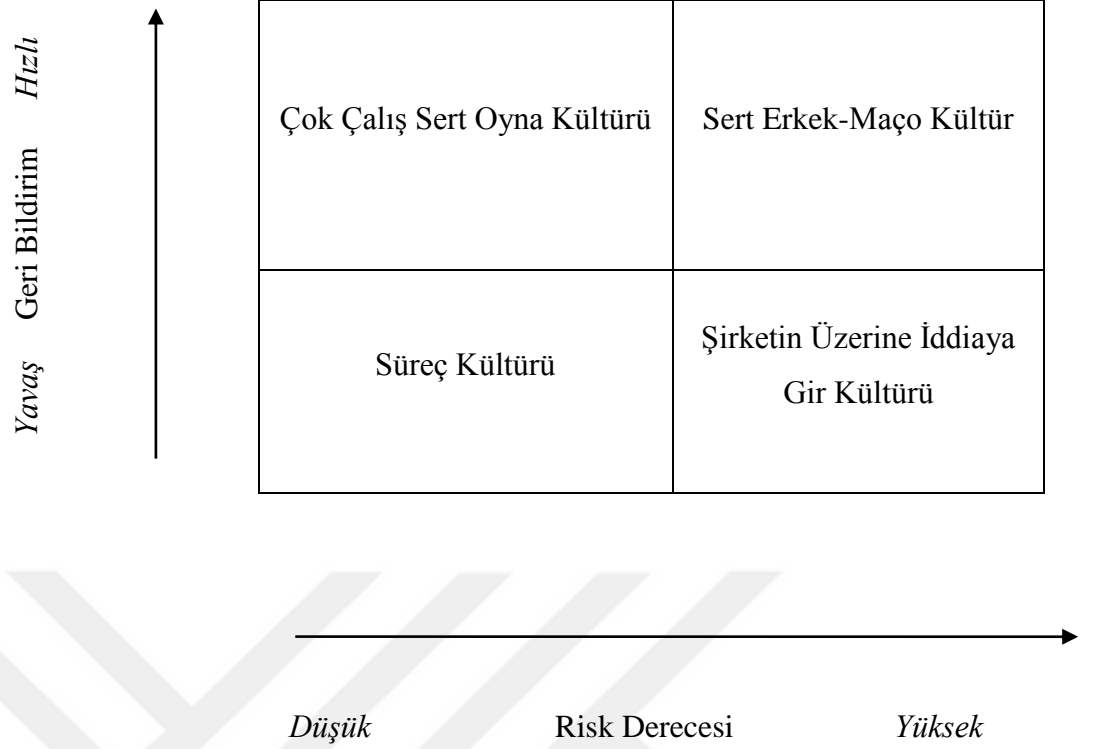 Hızlı
Geri Bildirim
Yavaş
Çok Çalış Sert Oyna Kültürü
Sert Erkek-Maço Kültür
Süreç Kültürü
Şirketin Üzerine İddiaya
Gir Kültürü
Düşük
Risk Derecesi
Yüksek